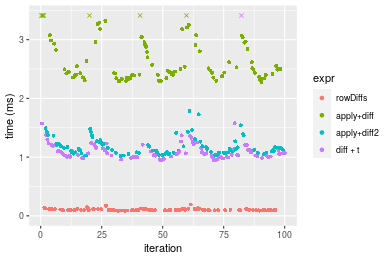 time (ms)
3
2
1
0
0
25
50
75
100
iteration
expr
rowDiffs
apply+diff
apply+diff2
diff + t